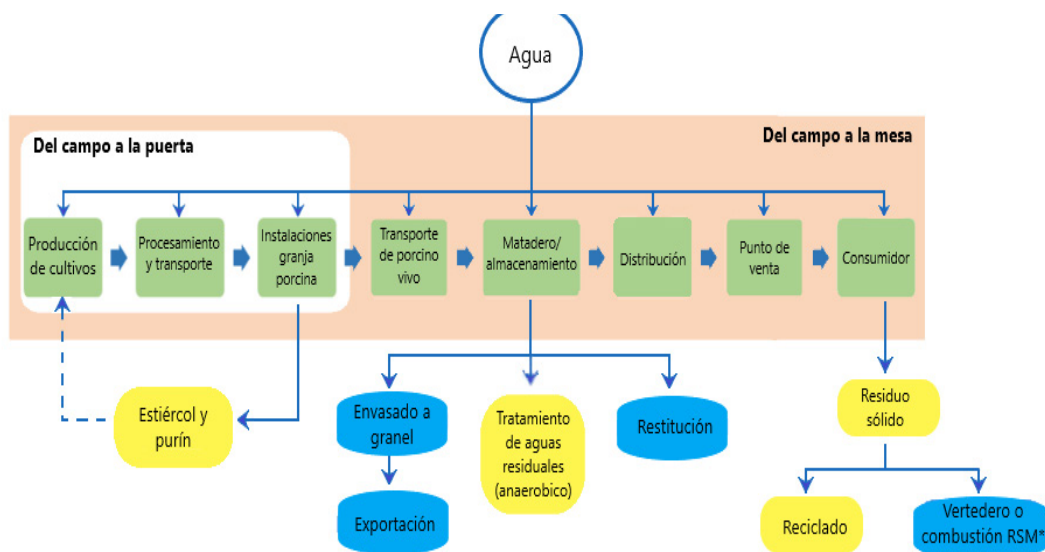 Agua
Del campo a la puerta
Del campo a la mesa
Producción
de cultivos
Procesamiento
y transporte
Instalaciones
granja
porcina
Transporte
de porcino
vivo
Matadero/
almacenamiento
Distribución
Punto de
venta
Consumidor
Estiércol y
purín
Envasado a
granel
Exportación
Tratamiento
de aguas
residuales
(anaerobico)
Restitución
Residuo
sólido
Reciclado
Vertedero o
combustión RSM*